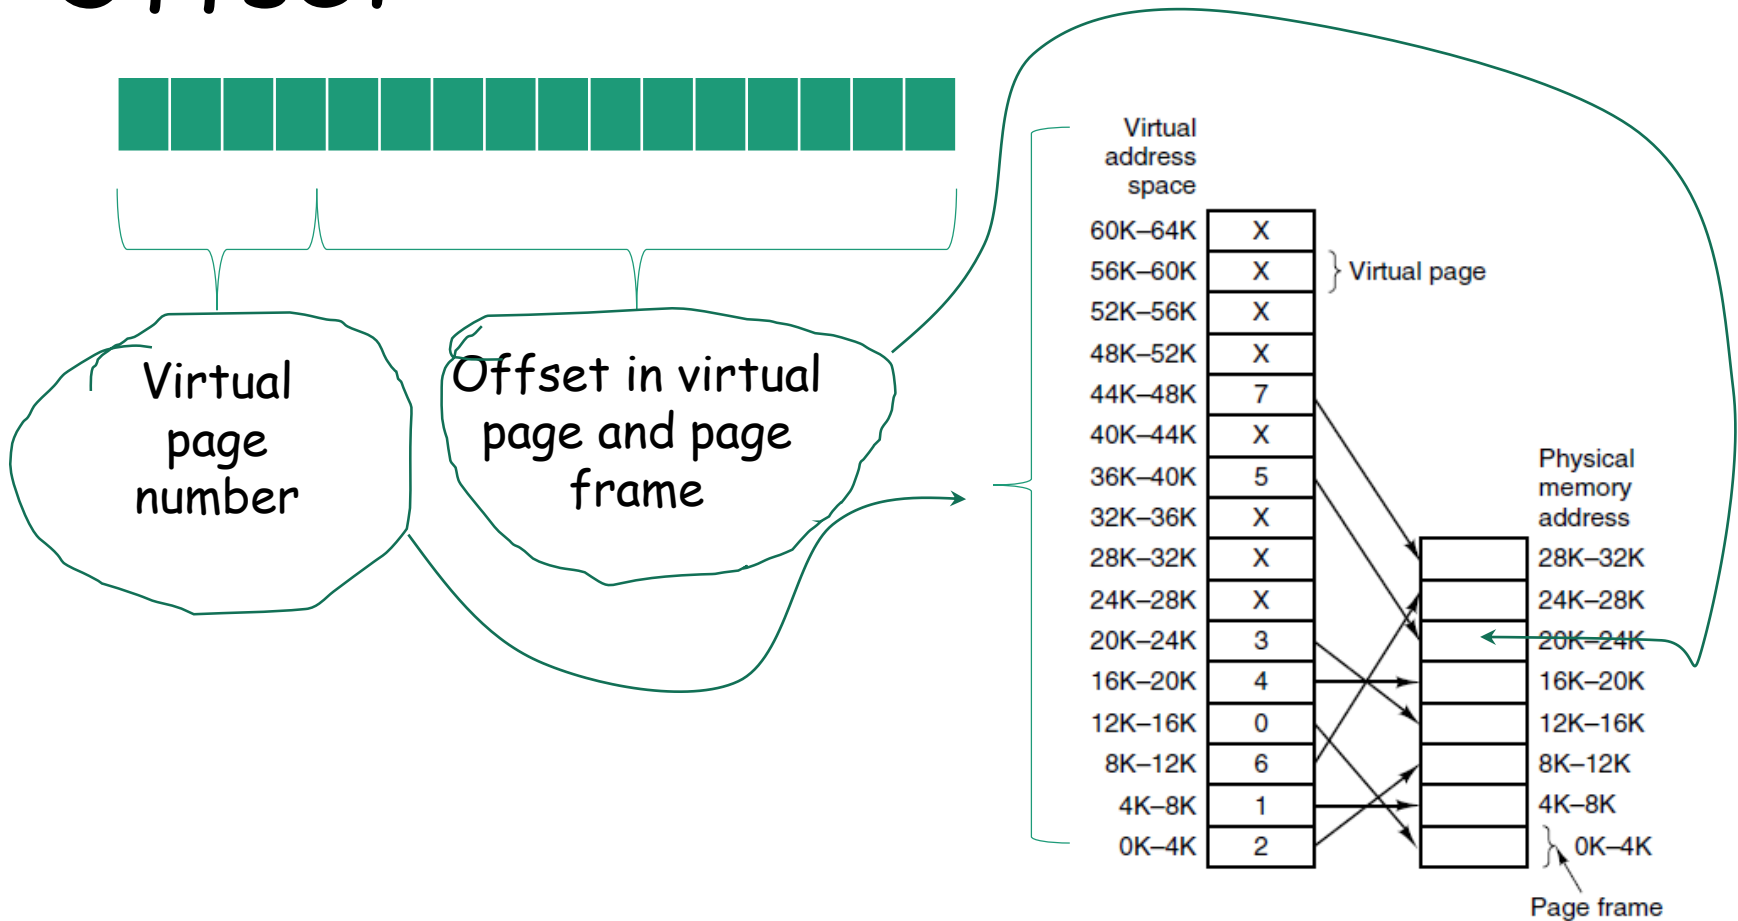 Offset
Virtual
page
number
Offset in virtual
page and page
frame
Virtual
address
space
60K–64K X
56K–60K X
Virtual page
52K–56K X
48K–52K X
44K–48K 7
40K–44K X
36K–40K 5
32K–36K X
28K–32K X
24K–28K X
20K–24K 3
16K–20K 4
12K–16K 0
8K–12K 6
4K–8K 1
0K–4K 2
Physical
memory
address
28K–32K
24K–28K
20K–24K
16K–20K
12K–16K
8K–12K
4K–8K
0K–4K
Page frame